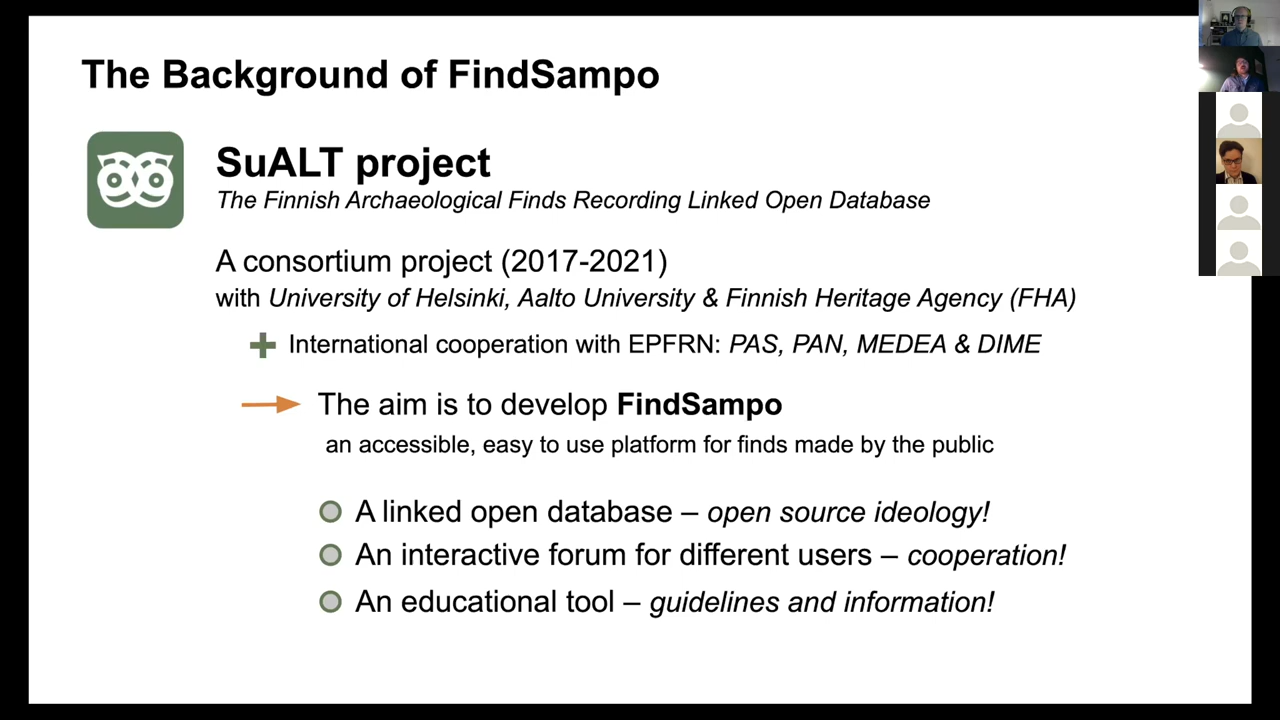 The Background of FindSampo
SuALT project
The Finnish Archaeological Finds Recording Linked Open Database
A consortium project (2017-2021)
with University of Helsinki, Aalto University & Finnish Heritage Agency (FHA)
International cooperation with EPFRN: PAS, PAN, MEDEA & DIME
The aim is to develop FindSampo
an accessible, easy to use platform for finds made by the public
A linked open database – open source ideology!
An interactive forum for different users – cooperation!
An educational tool – guidelines and information!